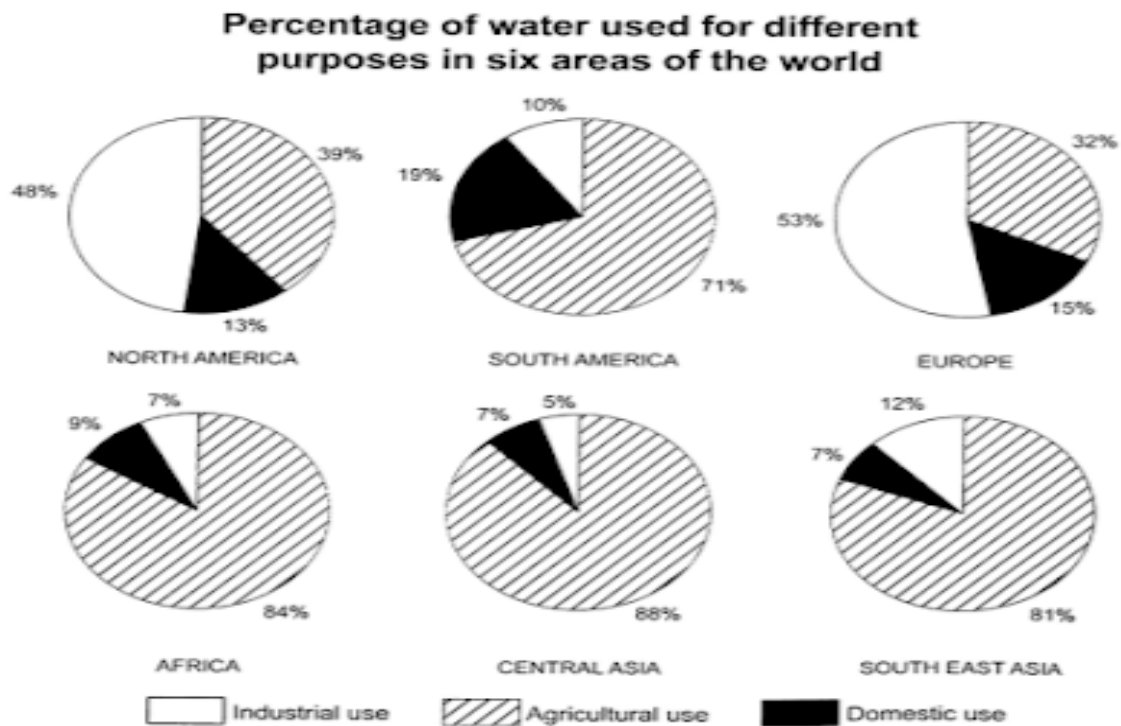 Percentage of water used for different
purposes in six areas of the world
48%
39%
13%
NORTH AMERICA
10%
19%
71%
SOUTH AMERICA
32%
53%
15%
EUROPE
7%
9%
84%
AFRICA
5%
7%
88%
CENTRAL ASIA
12%
7%
81%
SOUTH EAST ASIA
Industrial use
Agricultural use
Domestic use